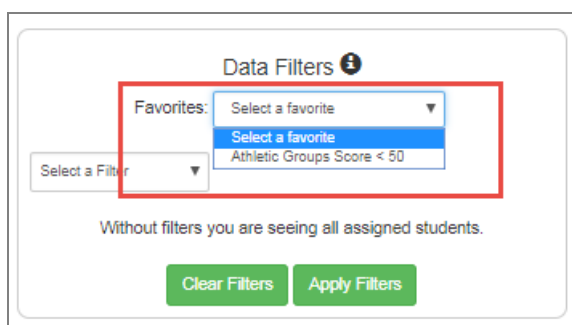 Data Filters
Favorites: Select a favorite
Select a favorite
Athletic Groups Score < 50
Select a Filter
Without filters you are seeing all assigned students.
Clear Filters Apply Filters